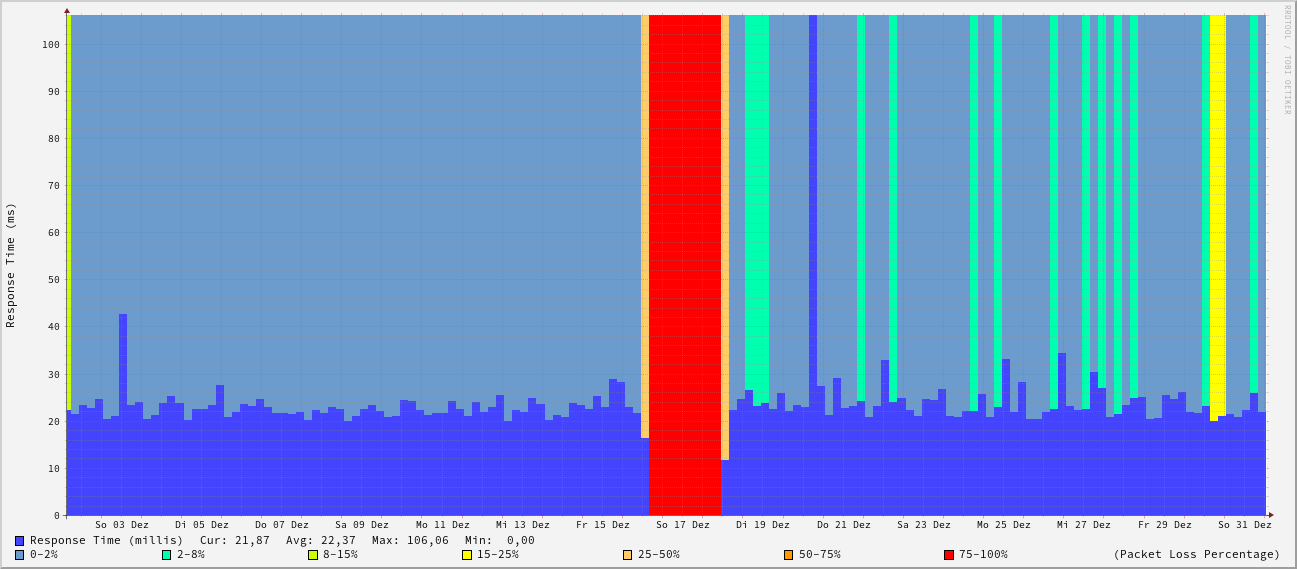 RRDTOOL / TOBI OETIKER
Response Time (ms)
100
90
80
70
60
50
40
30
20
10
0
So 03 Dez Di 05 Dez Do 07 Dez Sa 09 Dez Mo 11 Dez Mi 13 Dez Fr 15 Dez So 17 Dez Di 19 Dez Do 21 Dez Sa 23 Dez Mo 25 Dez Mi 27 Dez Fr 29 Dez So 31 Dez
Response Time (millis) Cur: 21,87 Avg: 22,37 Max: 106,06 Min: 0,00
0-2% 2-8% 8-15% 15-25% 25-50% 50-75% 75-100% (Packet Loss Percentage)